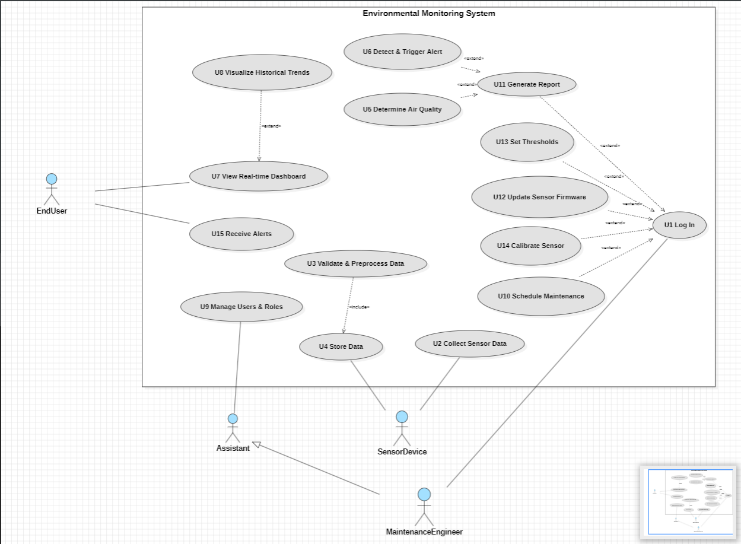 Environmental Monitoring System
U6 Detect & Trigger Alert
«extend»
U8 Visualize Historical Trends
U11 Generate Report
«extend»
U5 Determine Air Quality
«extend»
U13 Set Thresholds
«extend»
U7 View Real-time Dashboard
«extend»
EndUser
U12 Update Sensor Firmware
«extend»
U15 Receive Alerts
«extend»
U1 Log In
U14 Calibrate Sensor
«extend»
U3 Validate & Preprocess Data
U10 Schedule Maintenance
U9 Manage Users & Roles
«include»
U4 Store Data
U2 Collect Sensor Data
Assistant
SensorDevice
MaintenanceEngineer